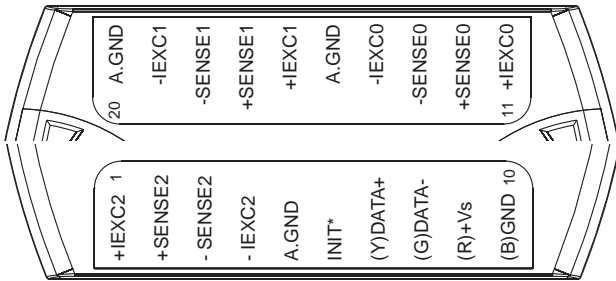 20 A.GND
-IEXC1
-SENSE1
+SENSE1
+IEXC1
A.GND
-IEXC0
-SENSE0
+SENSE0
11 +IEXC0
+IEXC2 1
+SENSE2
- SENSE2
- IEXC2
A.GND
INIT*
(Y)DATA+
(G)DATA-
(R)+Vs
(B)GND 10